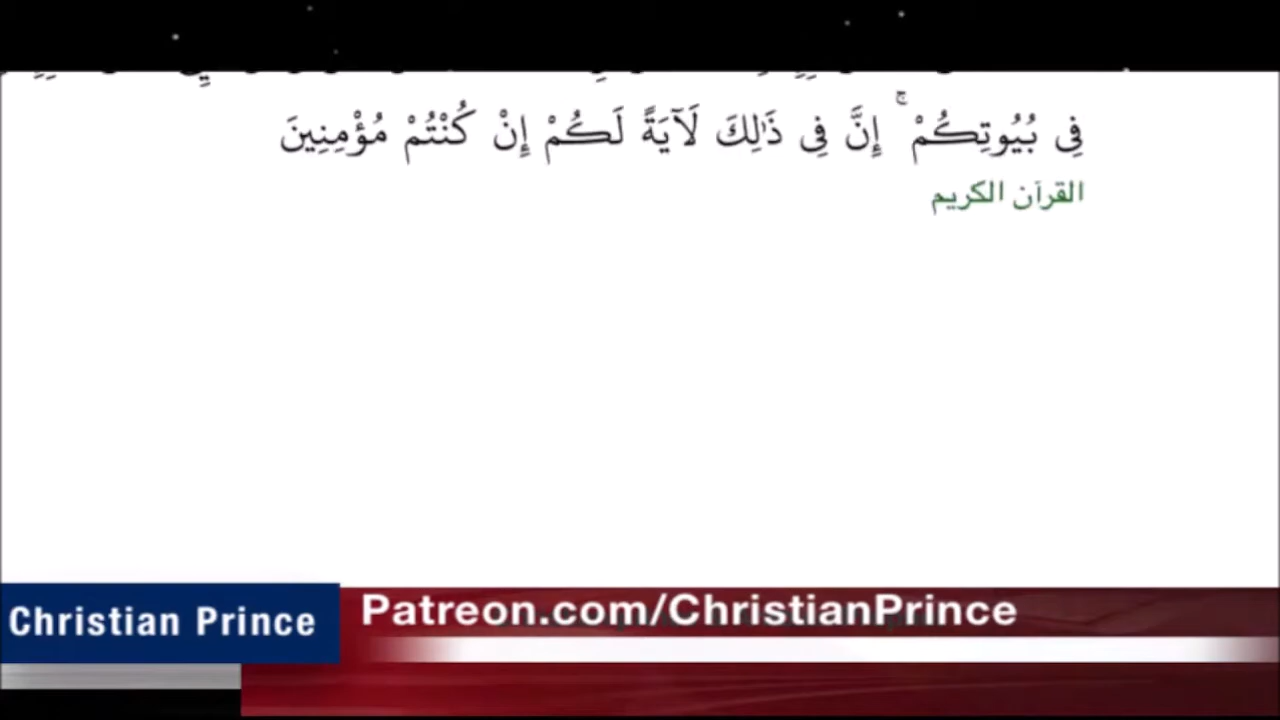 فِى بُيُوتِكُمْ ۚ إِنَّ فِى ذَٰلِكَ لَآيَةً لَكُمْ إِنْ كُنْتُمْ مُؤْمِنِينَ
القرآن الكريم
Christian Prince
Patreon.com/ChristianPrince